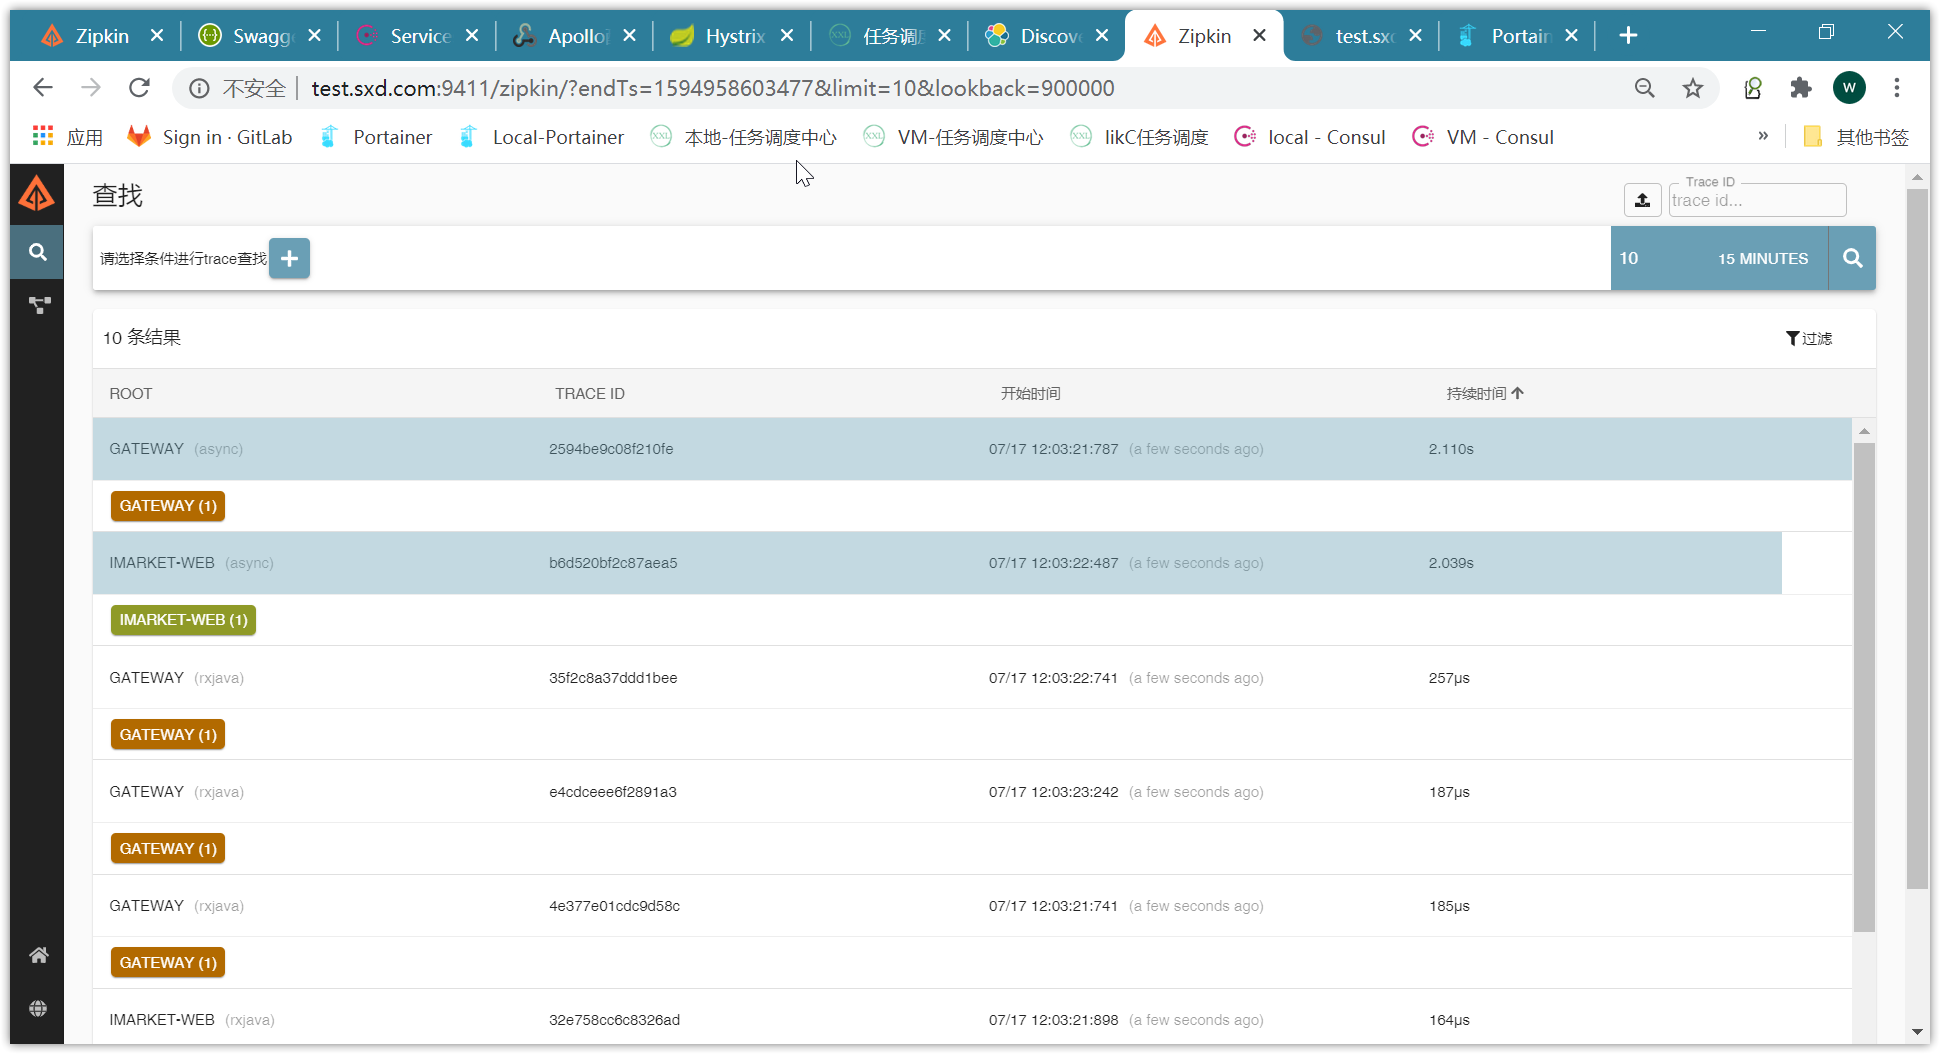 Zipkin Swagg Service Apollo Hystrix 任务调度 Discov Zipkin test.sxd Portain
不安全 test.sxd.com:9411/zipkin/?endTs=1594958603477&limit=10&lookback=900000 W
应用 Sign in · GitLab Portainer Local-Portainer 本地-任务调度中心 VM-任务调度中心 likC任务调度 local - Consul VM - Consul » 其他书签
查找
Trace ID
trace id...
请选择条件进行trace查找
10 15 MINUTES
10 条结果 过滤
ROOT TRACE ID 开始时间 持续时间
GATEWAY (async) 2594be9c08f210fe 07/17 12:03:21:787 (a few seconds ago) 2.110s
GATEWAY (1)
IMARKET-WEB (async) b6d520bf2c87aea5 07/17 12:03:22:487 (a few seconds ago) 2.039s
IMARKET-WEB (1)
GATEWAY (rxjava) 35f2c8a37ddd1bee 07/17 12:03:22:741 (a few seconds ago) 257μs
GATEWAY (1)
GATEWAY (rxjava) e4cdceee6f2891a3 07/17 12:03:23:242 (a few seconds ago) 187μs
GATEWAY (1)
GATEWAY (rxjava) 4e377e01cdc9d58c 07/17 12:03:21:741 (a few seconds ago) 185μs
GATEWAY (1)
IMARKET-WEB (rxjava) 32e758cc6c8326ad 07/17 12:03:21:898 (a few seconds ago) 164μs